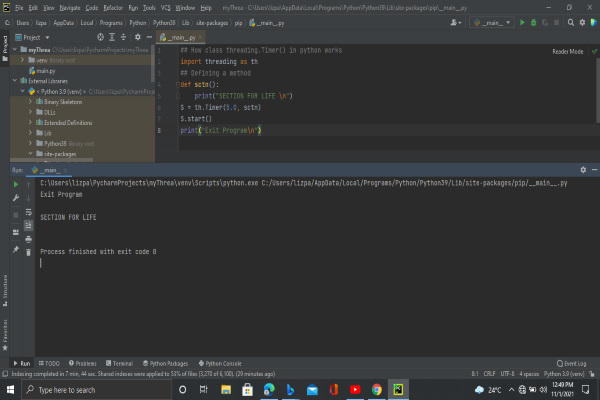 File Edit View Navigate Code Refactor Run Tools VCS Window Help myThrea - C:\Users\lizpa\AppData\Local\Programs\Python\Python39\Lib\site-packages\pip\__main__.py
C: Users lizpa AppData Local Programs Python Python39 Lib site-packages pip __main__.py __main__
Project __main__.py
myThrea C:\Users\lizpa\PycharmProjects\myThrea
venv library root
main.py
External Libraries
< Python 3.9 (venv) > C:\Users\lizpa
Binary Skeletons
DLLs
Extended Definitions
Lib
Python39 library root
site-packages
Project
1 ## How class threading.Timer() in python works
2 import threading as th
3 ## Defining a method
4 def sctn():
5 print("SECTION FOR LIFE \n")
6 S = th.Timer(5.0, sctn)
7 S.start()
8 print("Exit Program\n")
Reader Mode
Run: __main__
C:\Users\lizpa\PycharmProjects\myThrea\venv\Scripts\python.exe C:/Users/lizpa/AppData/Local/Programs/Python/Python39/Lib/site-packages/pip/__main__.py
Exit Program
SECTION FOR LIFE
Process finished with exit code 0
Structure
Favorites
Run TODO Problems Terminal Python Packages Python Console Event Log
Indexing completed in 7 min, 44 sec. Shared indexes were applied to 53% of files (3,270 of 6,100). (29 minutes ago) 8:1 CRLF UTF-8 4 spaces Python 3.9 (venv)
Type here to search 24°C 12:49 PM
11/1/2021